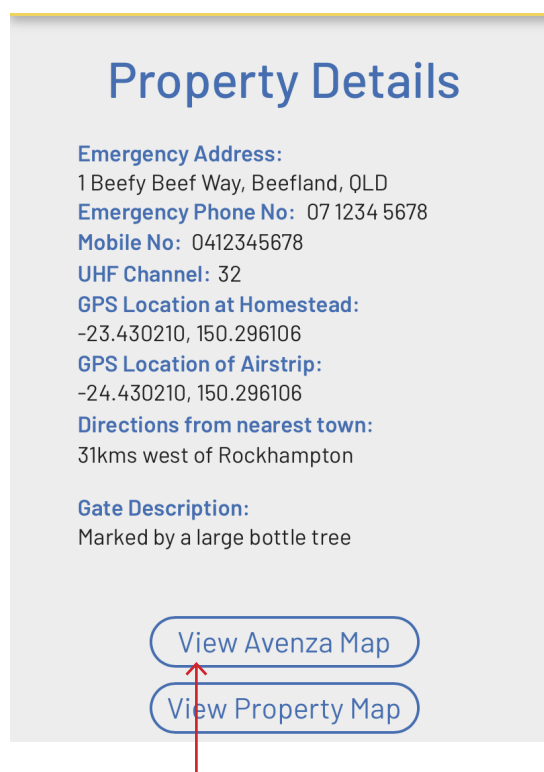 Property Details
Emergency Address:
1 Beefy Beef Way, Beefland, QLD
Emergency Phone No: 07 1234 5678
Mobile No: 0412345678
UHF Channel: 32
GPS Location at Homestead:
-23.430210, 150.296106
GPS Location of Airstrip:
-24.430210, 150.296106
Directions from nearest town:
31kms west of Rockhampton
Gate Description:
Marked by a large bottle tree
View Avenza Map
View Property Map